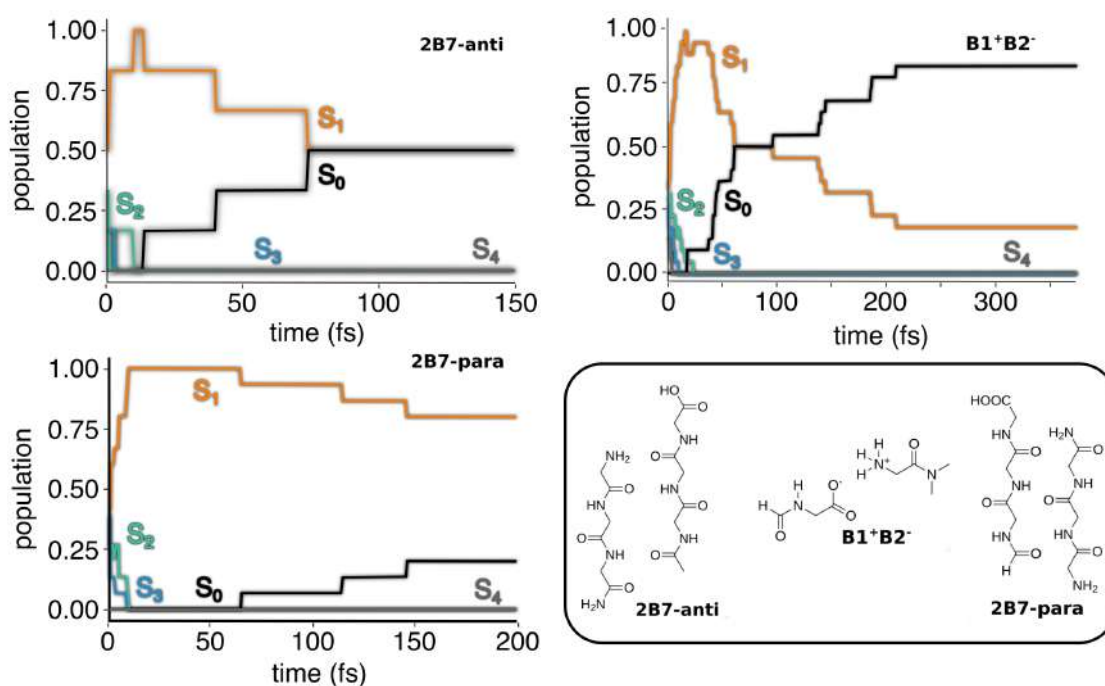 2B7-anti
population
1.00
0.75
0.50
0.25
0.00
S1
S0
S2
S3
S4
0
50
100
150
time (fs)
B1⁺B2⁻
population
1.00
0.75
0.50
0.25
0.00
S1
S2
S0
S3
S4
0
100
200
300
time (fs)
2B7-para
population
1.00
0.75
0.50
0.25
0.00
S1
S2
S3
S0
S4
0
50
100
150
200
time (fs)
HO
O
NH
O
O
NH
O
NH₂
O
HN
O
HN
H₂N
O
2B7-anti
H
H
N⁺
H
O
N
H
N
O⁻
H
O
O
B1⁺B2⁻
HOOC
NH
O
HN
O
NH
O
H
H₂N
O
NH
O
HN
O
NH₂
2B7-para